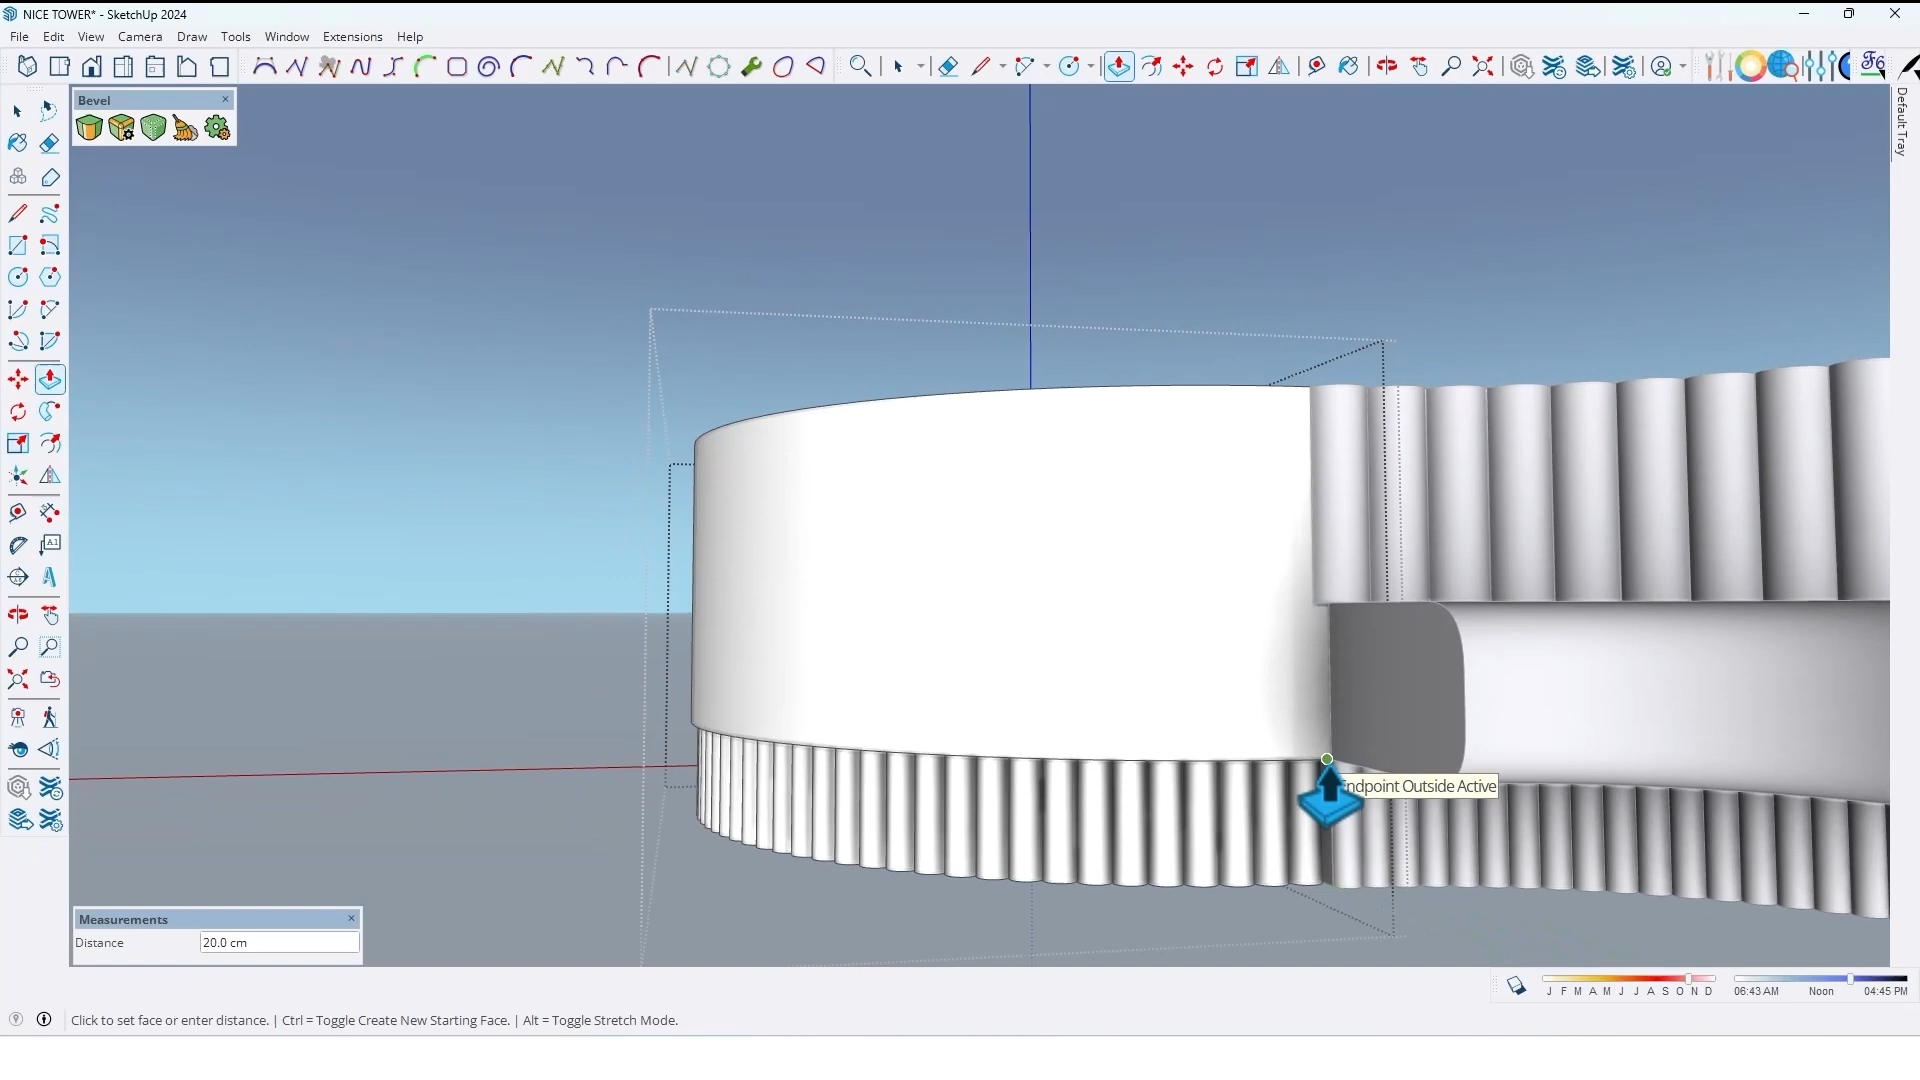 NICE TOWER* - SketchUp 2024
File Edit View Camera Draw Tools Window Extensions Help
Bevel
Default Tray
A1
ndpoint Outside Active
Measurements
Distance 20.0 cm
J F M A M J J A S O N D 06:43 AM Noon 04:45 PM
Click to set face or enter distance. | Ctrl = Toggle Create New Starting Face. | Alt = Toggle Stretch Mode.